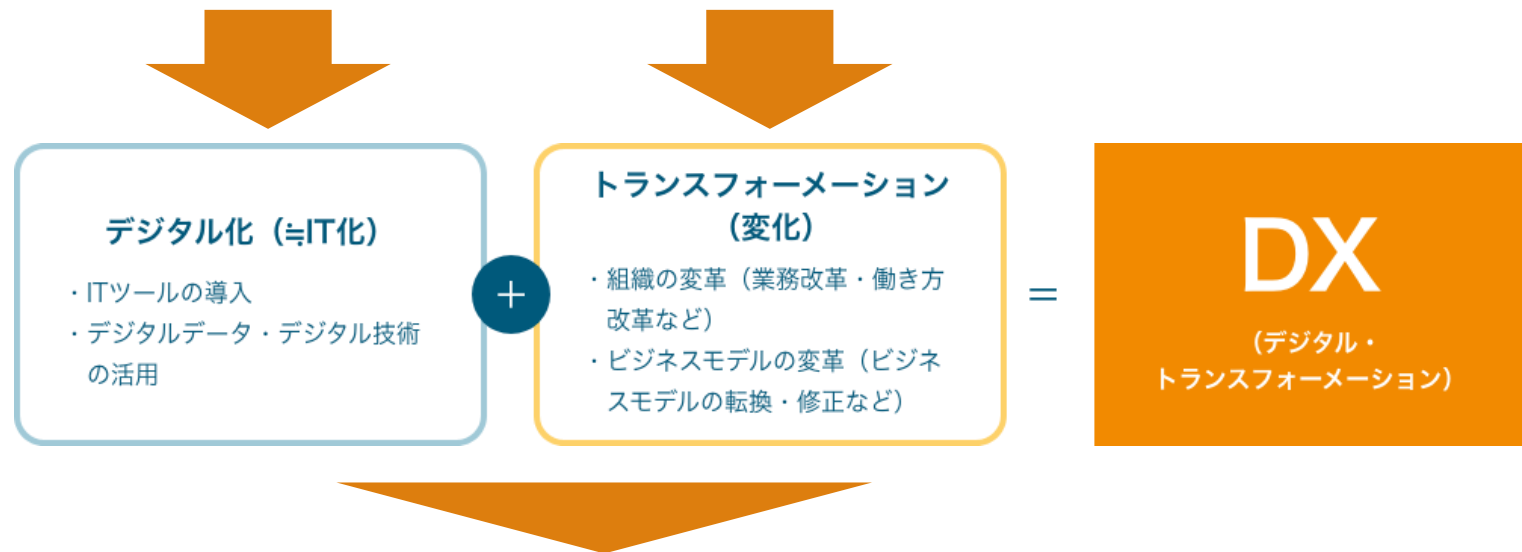 デジタル化（≒IT化）
・ITツールの導入
・デジタルデータ・デジタル技術
の活用
＋
トランスフォーメーション
（変化）
・組織の変革（業務改革・働き方
改革など）
・ビジネスモデルの変革（ビジネ
スモデルの転換・修正など）
＝
DX
（デジタル・
トランスフォーメーション）